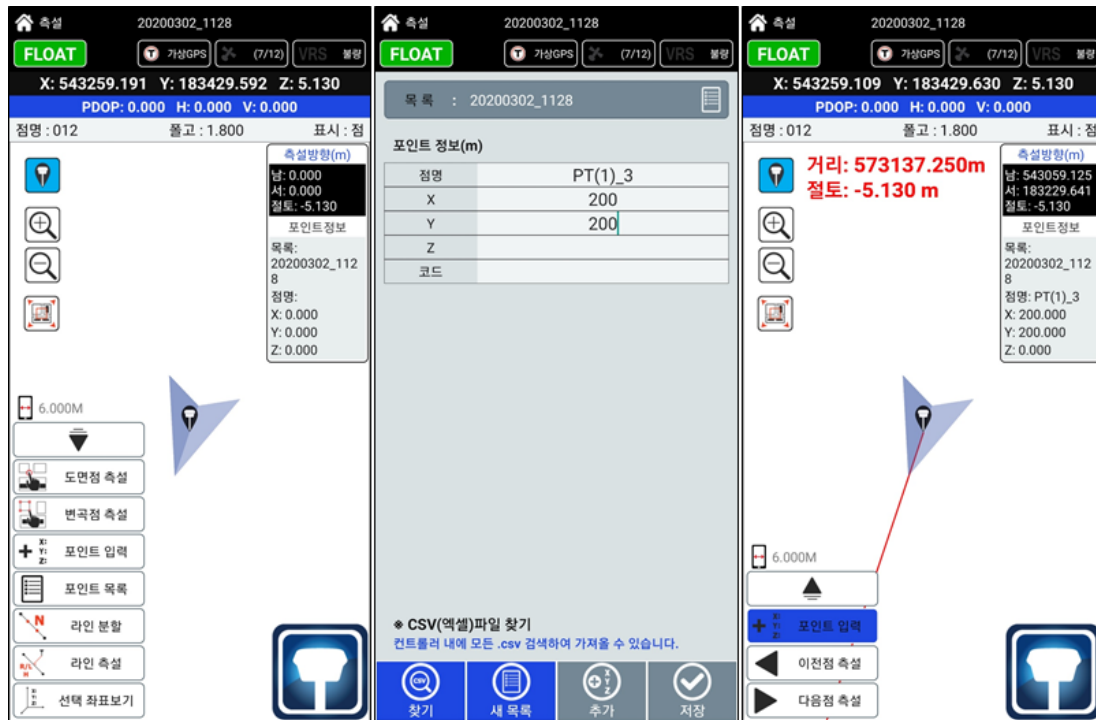 측설 20200302_1128
FLOAT 가상GPS (7/12) VRS 불량
X: 543259.191 Y: 183429.592 Z: 5.130
PDOP: 0.000 H: 0.000 V: 0.000
점명 : 012 폴고 : 1.800 표시 : 점
측설방향(m)
남: 0.000
서: 0.000
절토: -5.130
포인트정보
목록:
20200302_112
8
점명:
X: 0.000
Y: 0.000
Z: 0.000
6.000M
도면점 측설
변곡점 측설
X:
Y:
Z:
포인트 입력
포인트 목록
N
라인 분할
R/L
H
라인 측설
X:
Y:
Z:
선택 좌표보기
측설 20200302_1128
FLOAT 가상GPS (7/12) VRS 불량
목 록 : 20200302_1128
포인트 정보(m)
점명 PT(1)_3
X 200
Y 200
Z
코드
※ CSV(엑셀)파일 찾기
컨트롤러 내에 모든 .csv 검색하여 가져올 수 있습니다.
CSV
X
Y
Z
찾기 새 목록 추가 저장
측설 20200302_1128
FLOAT 가상GPS (7/12) VRS 불량
X: 543259.109 Y: 183429.630 Z: 5.130
PDOP: 0.000 H: 0.000 V: 0.000
점명 : 012 폴고 : 1.800 표시 : 점
거리: 573137.250m
절토: -5.130 m
측설방향(m)
남: 543059.125
서: 183229.641
절토: -5.130
포인트정보
목록:
20200302_112
8
점명: PT(1)_3
X: 200.000
Y: 200.000
Z: 0.000
6.000M
X:
Y:
Z:
포인트 입력
이전점 측설
다음점 측설